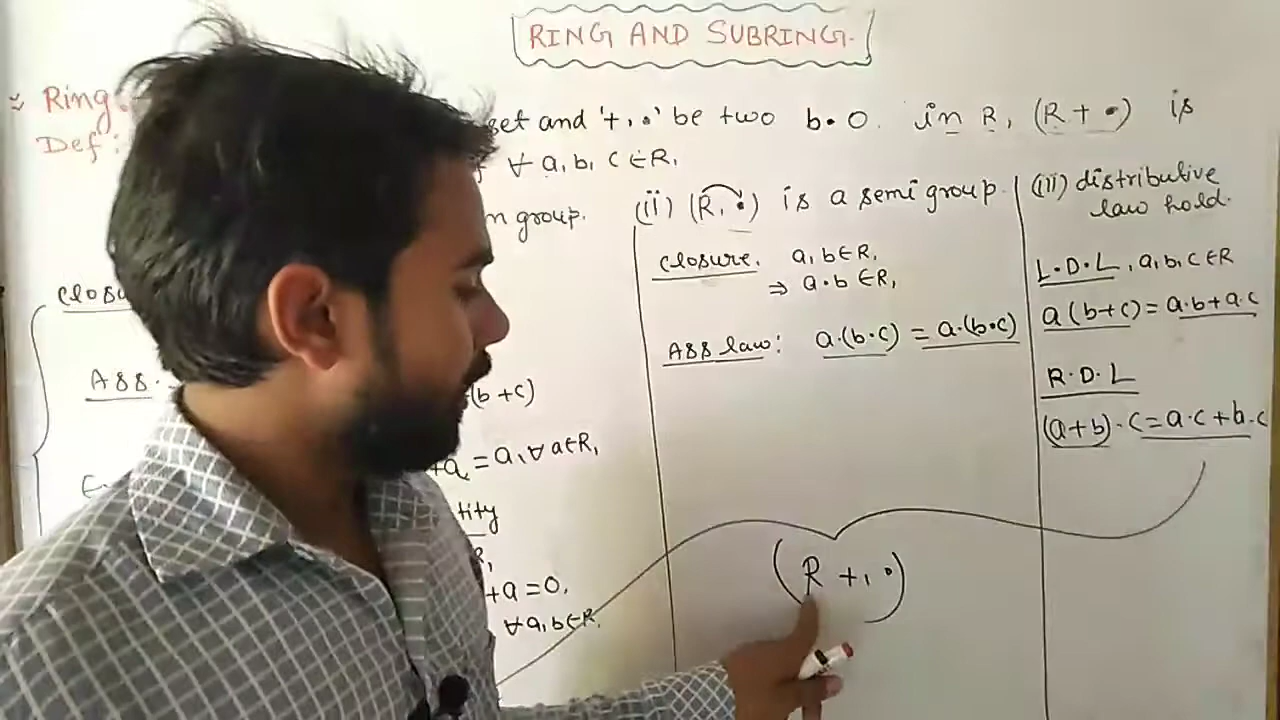 RING AND SUBRING.
Ring
Def: set and '+, •' be two b•o. in R, (R + •) is
∀ a, b, c ∈ R,
n group.
(ii) (R, •) is a semi group.
(iii) distributive
law hold.
Closu
Ass.
(b+c)
+a = a, ∀ a∈R,
tity
R,
+a = 0,
∀ a, b ∈ R.
Closure. a, b ∈ R,
⇒ a•b ∈ R,
Ass law: a•(b•c) = a•(b•c)
L•D•L, a, b, c ∈ R
a(b+c) = a•b + a•c
R•D•L
(a+b)•c = a•c + b•c
(R +, •)